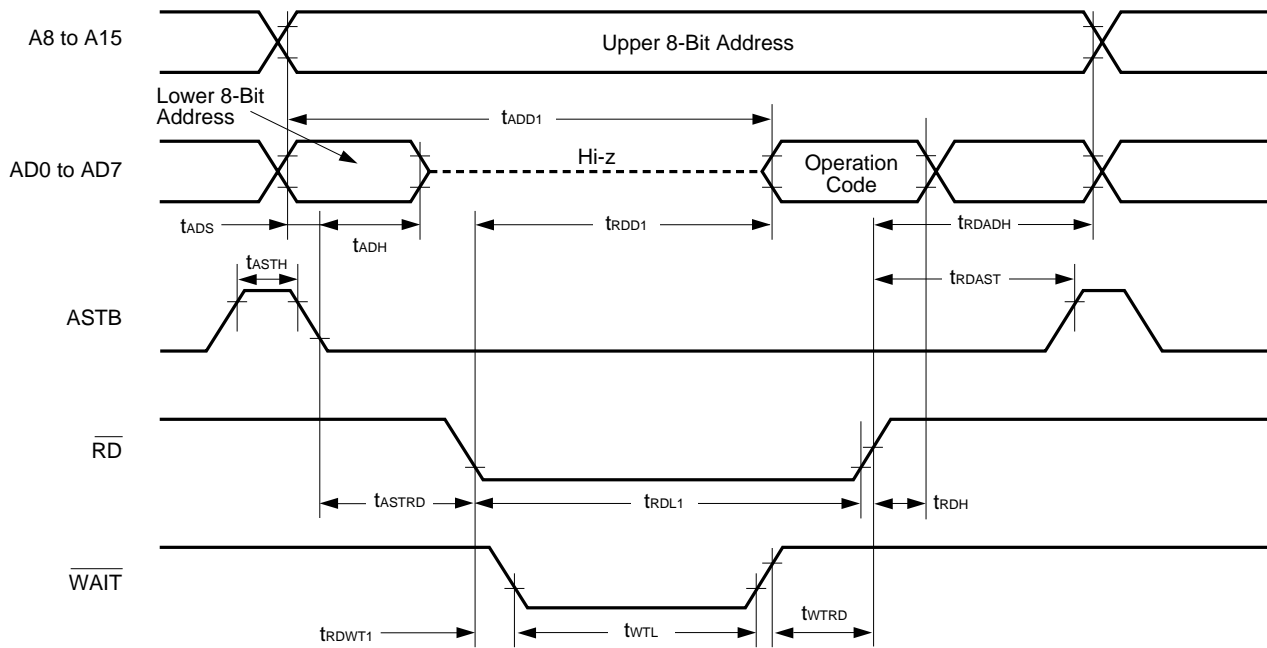 A8 to A15
Upper 8-Bit Address
Lower 8-Bit
Address
tADD1
AD0 to AD7
Hi-z
Operation
Code
tADS
tADH
tRDD1
tRDADH
tASTH
tRDAST
ASTB
RD
tASTRD
tRDL1
tRDH
WAIT
tRDWT1
tWTL
tWTRD